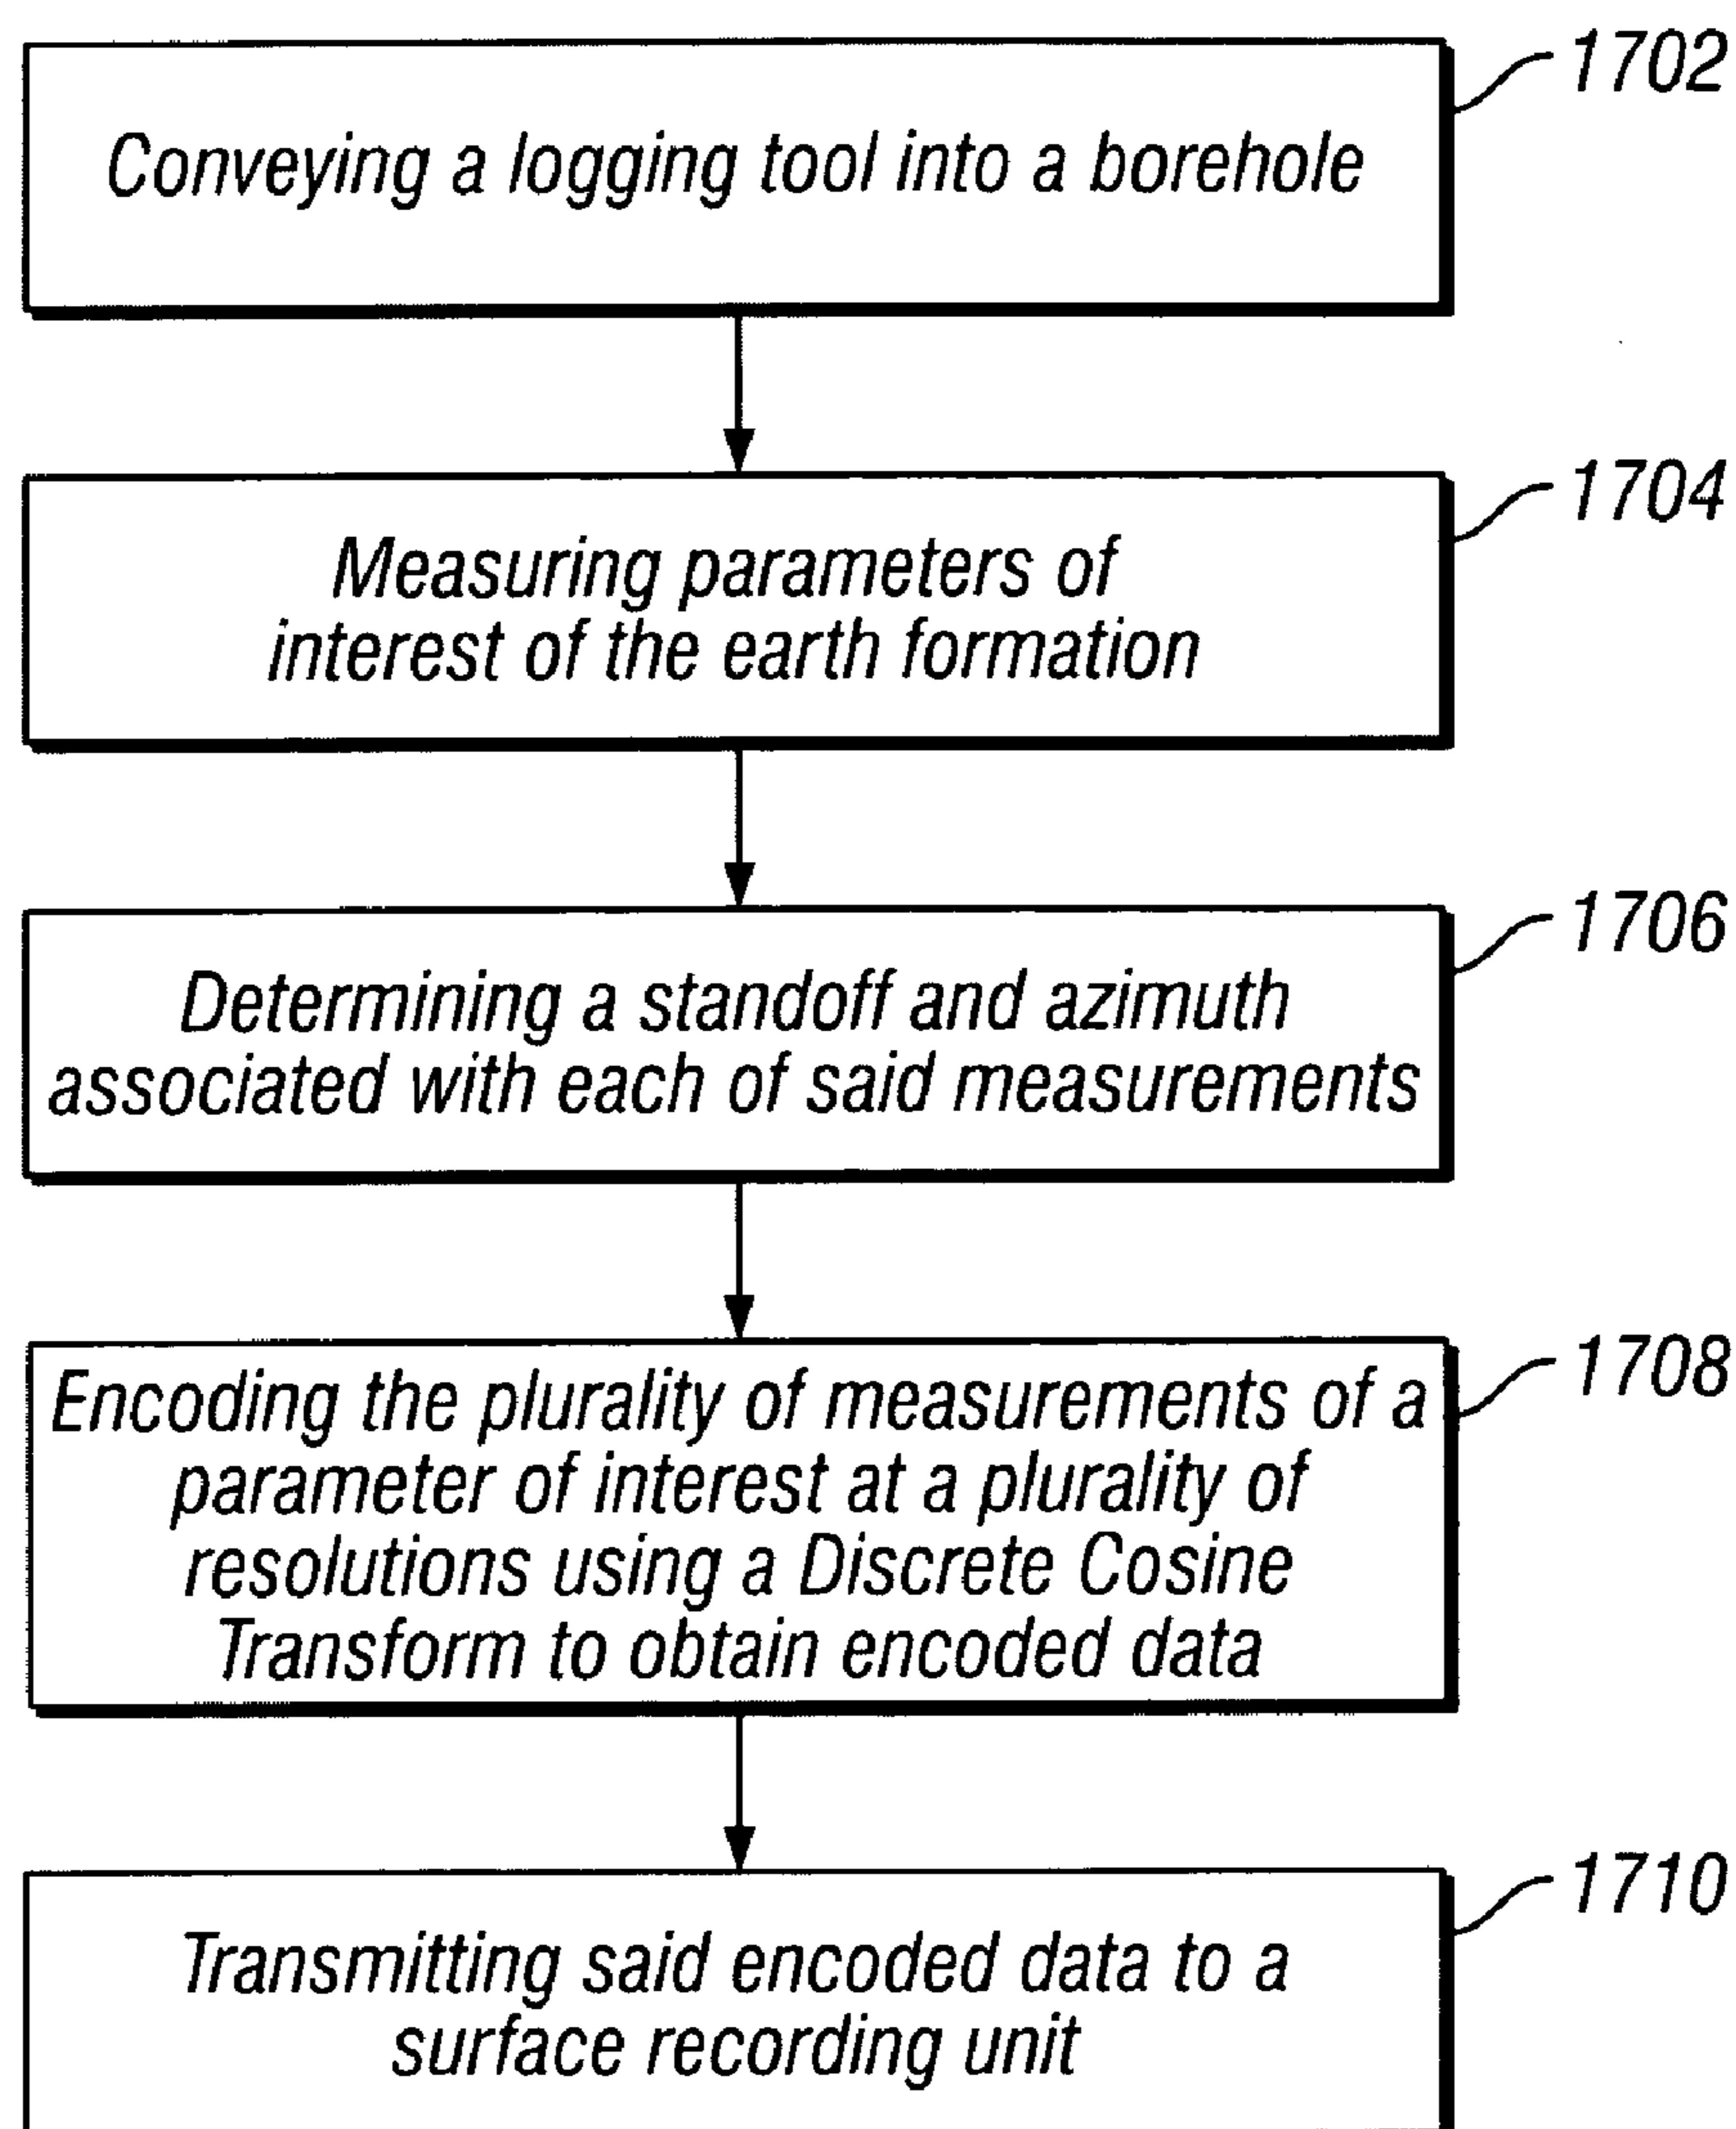 1702
Conveying a logging tool into a borehole
1704
Measuring parameters of
interest of the earth formation
1706
Determining a standoff and azimuth
associated with each of said measurements
1708
Encoding the plurality of measurements of a
parameter of interest at a plurality of
resolutions using a Discrete Cosine
Transform to obtain encoded data
1710
Transmitting said encoded data to a
surface recording unit